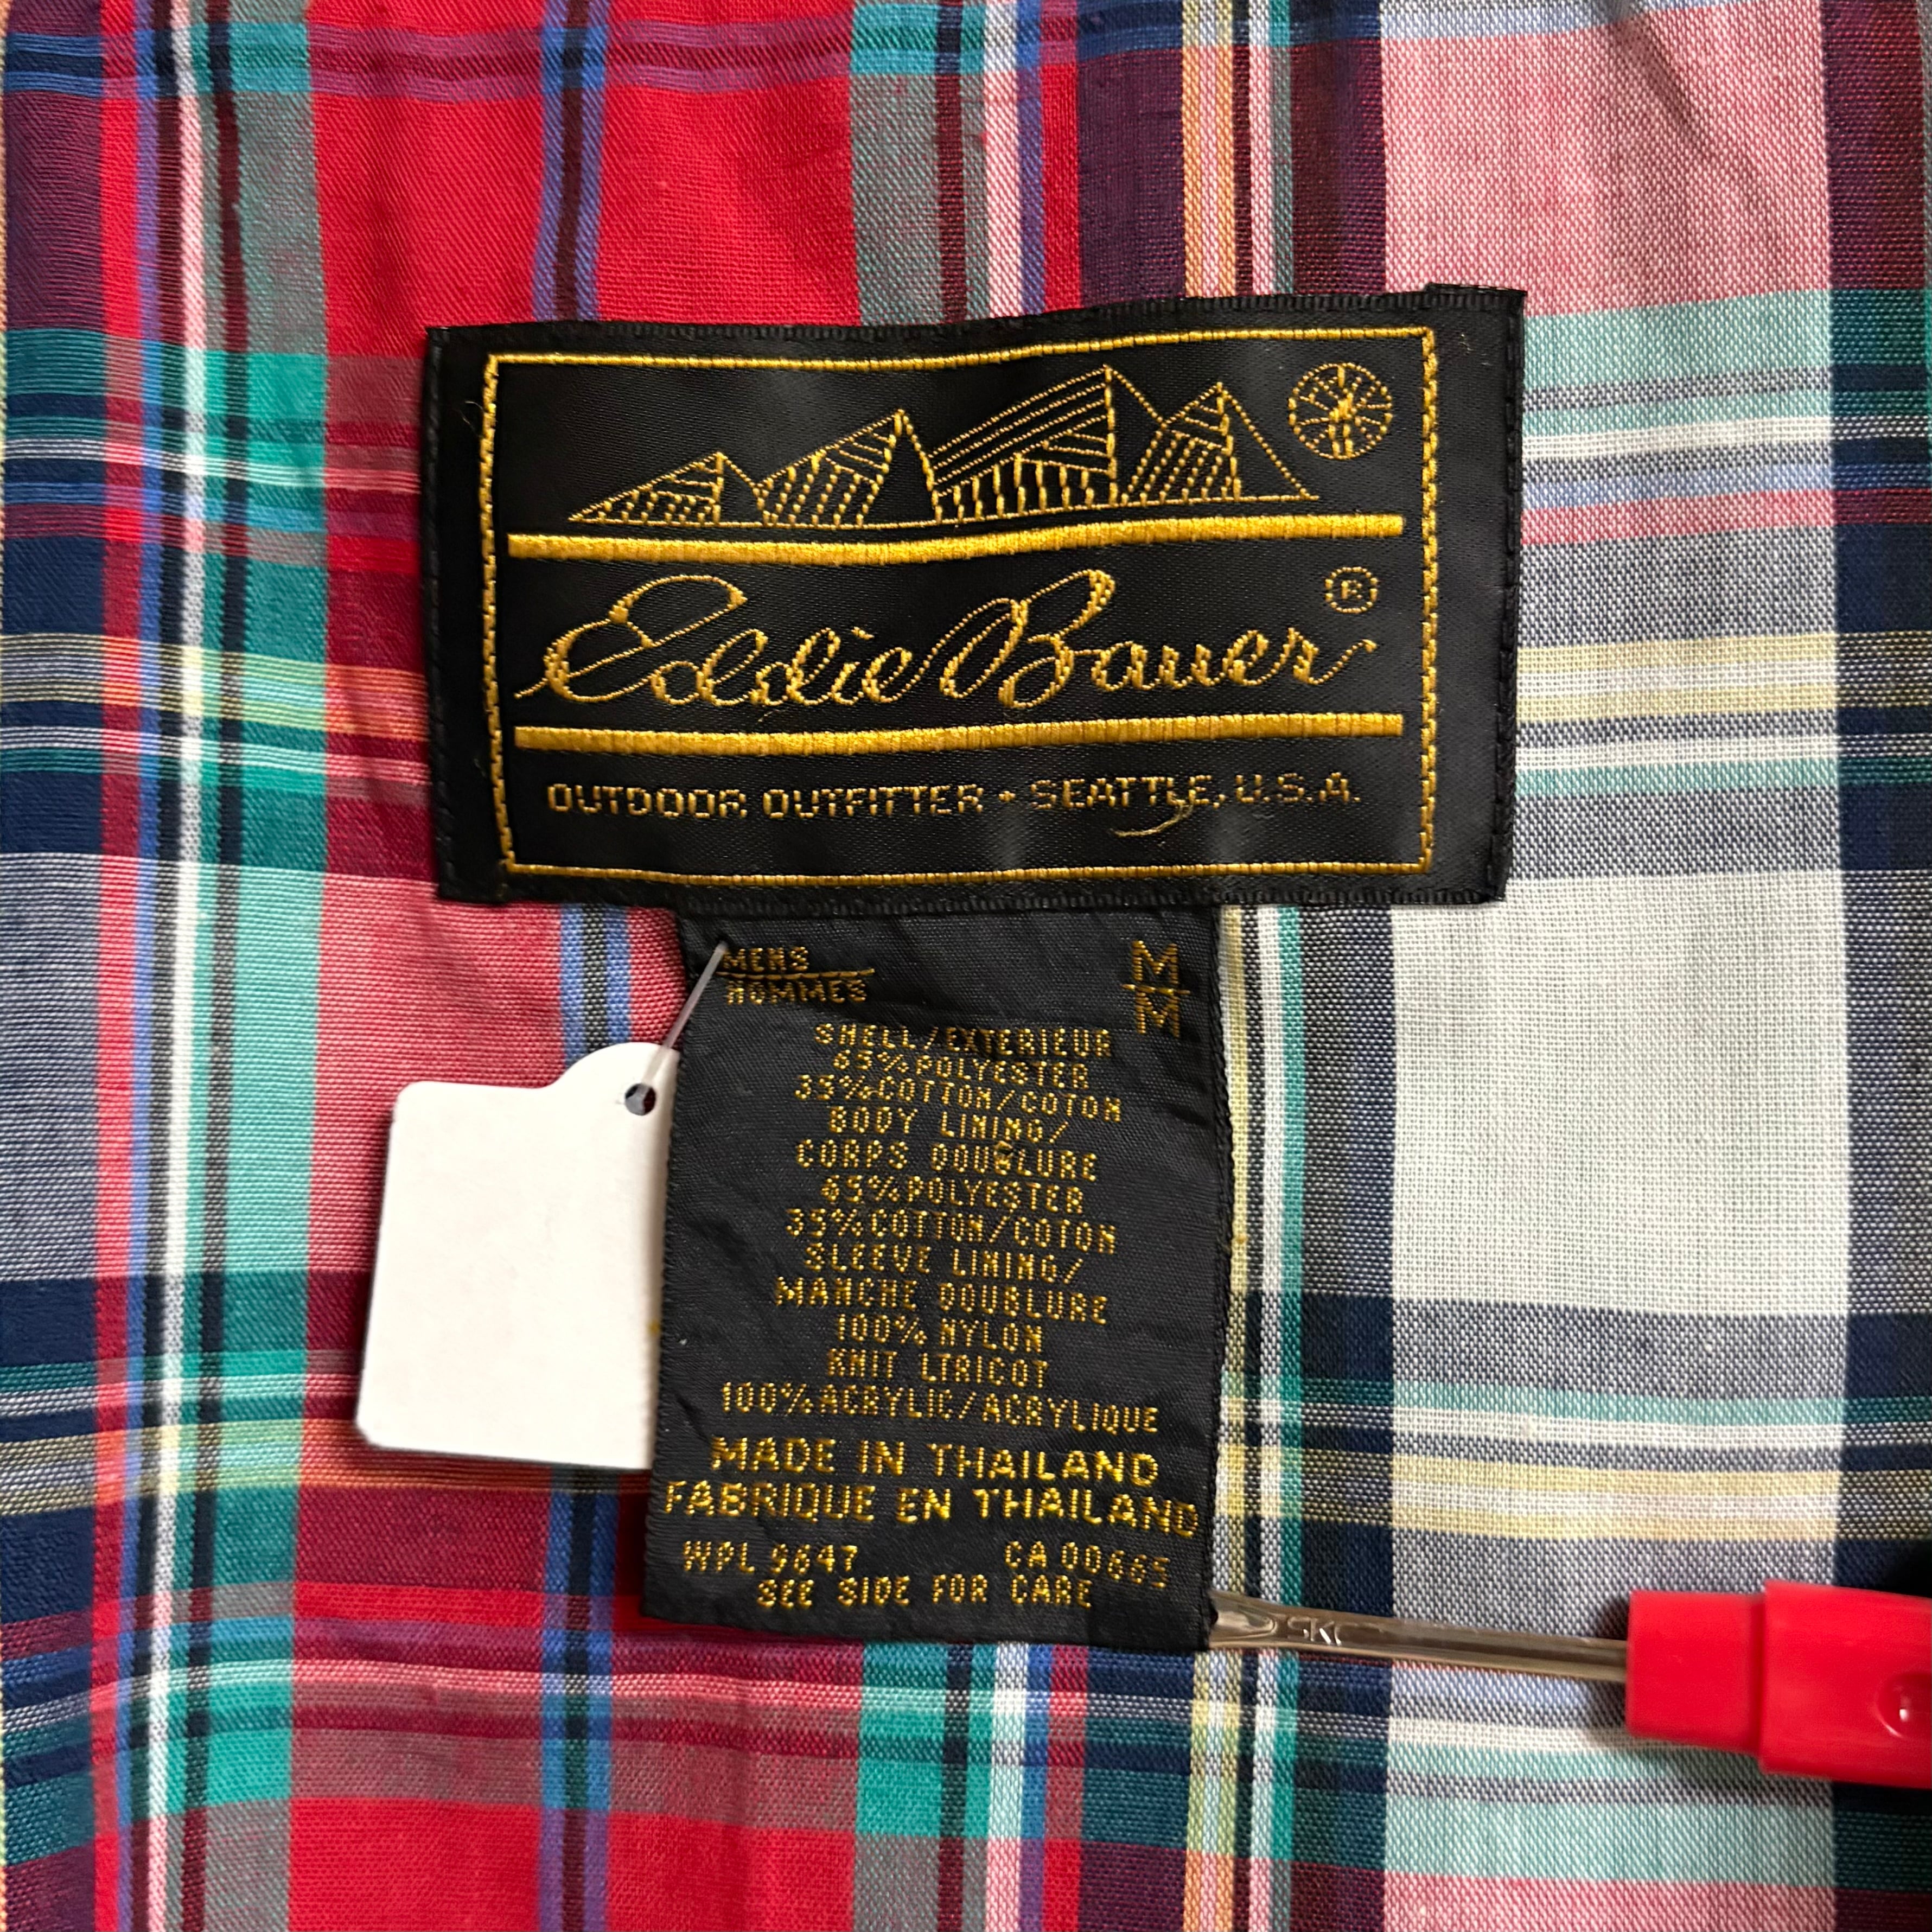 Eddie Bauer ®
OUTDOOR OUTFITTER • SEATTLE, U.S.A.
MENS M
HOMMES M
SHELL/EXTERIEUR
65%POLYESTER
35%COTTON/COTON
BODY LINING/
CORPS DOUBLURE
65%POLYESTER
35%COTTON/COTON
SLEEVE LINING/
MANCHE DOUBLURE
100% NYLON
KNIT LTRICOT
100%ACRYLIC/ACRYLIQUE
MADE IN THAILAND
FABRIQUE EN THAILAND
WPL 9647 CA 00665
SEE SIDE FOR CARE